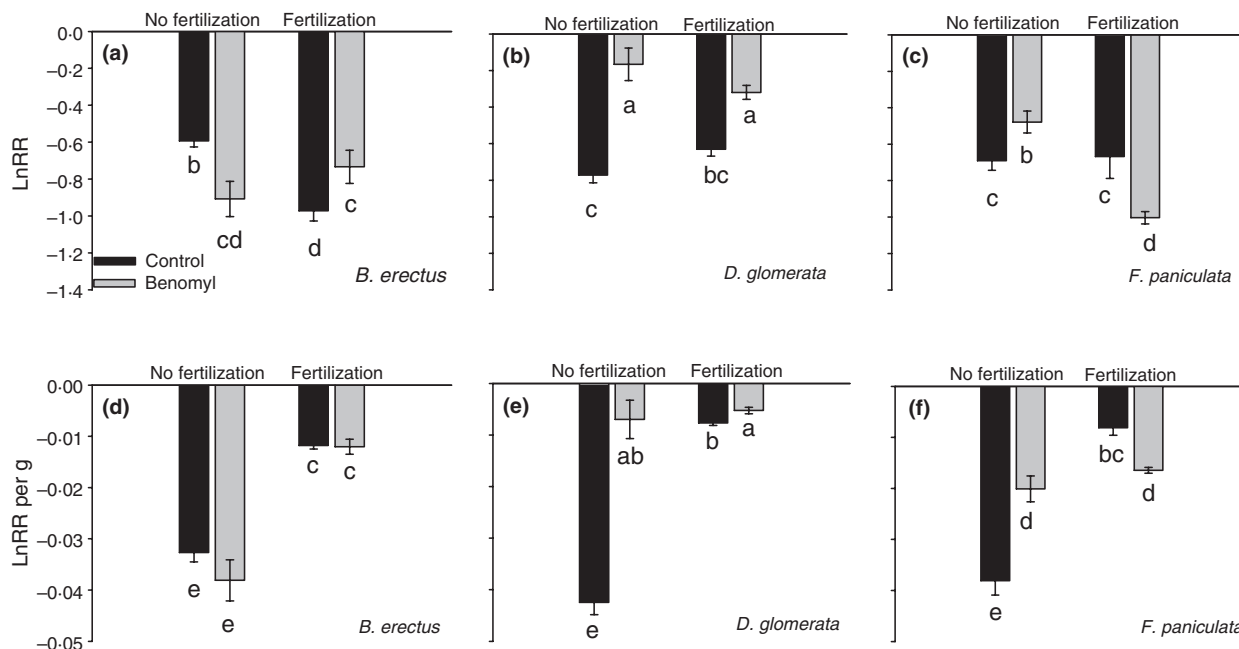 No fertilization Fertilization
0·0
−0·2
−0·4
−0·6
−0·8
−1·0
−1·2
−1·4
LnRR
(a)
b
cd
d
c
Control
Benomyl
B. erectus
No fertilization Fertilization
(b)
c
a
bc
a
D. glomerata
No fertilization Fertilization
(c)
c
b
c
d
F. paniculata
No fertilization Fertilization
0·00
−0·01
−0·02
−0·03
−0·04
−0·05
LnRR per g
(d)
e
e
c
c
B. erectus
No fertilization Fertilization
(e)
e
ab
b
a
D. glomerata
No fertilization Fertilization
(f)
e
d
bc
d
F. paniculata